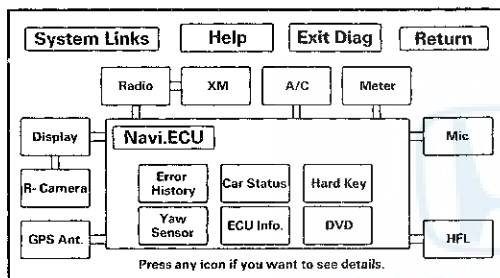 System Links Help Exit Diag Return
Radio XM A/C Meter
Display Navi.ECU Mic
Error History Car Status Hard Key
R- Camera
Yaw Sensor ECU Info. DVD
GPS Ant. HFL
Press any icon if you want to see details.